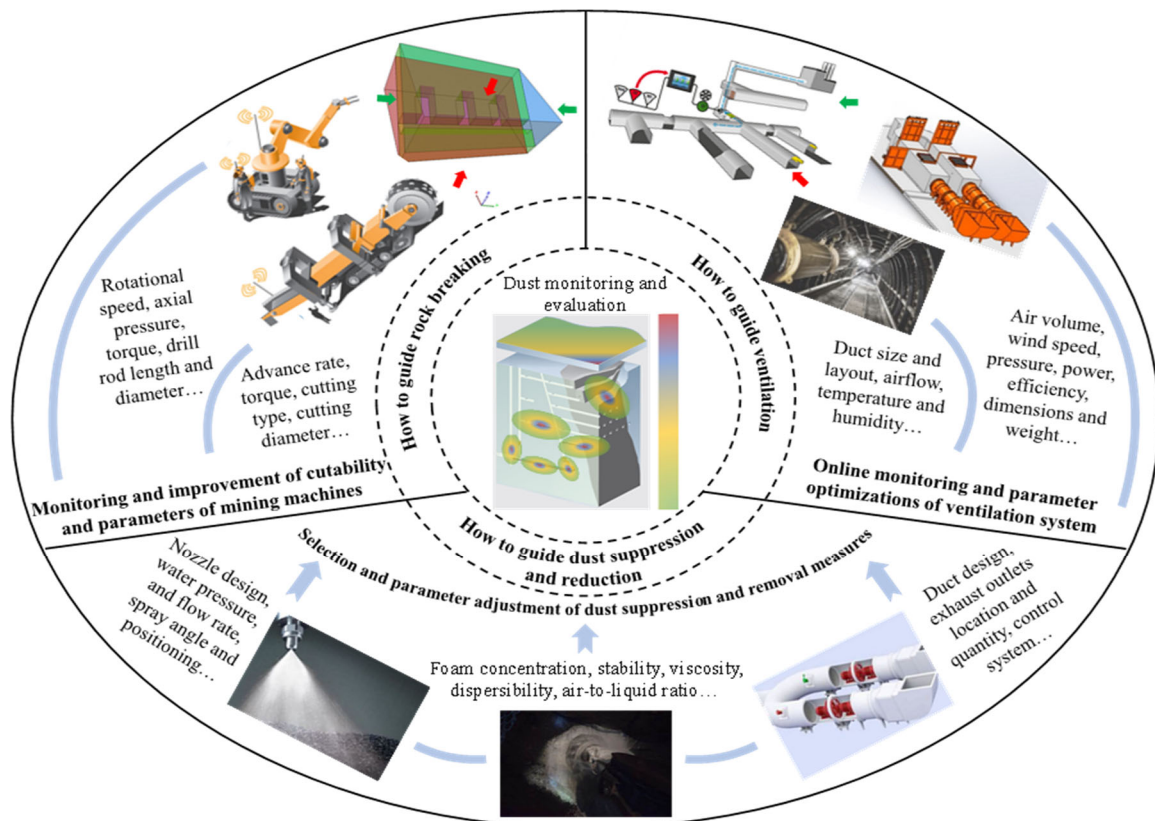 Rotational
speed, axial
pressure,
torque, drill
rod length and
diameter…
Advance rate,
torque, cutting
type, cutting
diameter…
Monitoring and improvement of cutability
and parameters of mining machines
How to guide rock breaking
Dust monitoring and
evaluation
How to guide ventilation
Duct size and
layout, airflow,
temperature and
humidity…
Air volume,
wind speed,
pressure, power,
efficiency,
dimensions and
weight…
Online monitoring and parameter
optimizations of ventilation system
How to guide dust suppression
and reduction
Selection and parameter adjustment of dust suppression and removal measures
Nozzle design,
water pressure,
and flow rate,
spray angle and
positioning…
Foam concentration, stability, viscosity,
dispersibility, air-to-liquid ratio…
Duct design,
exhaust outlets
location and
quantity, control
system…